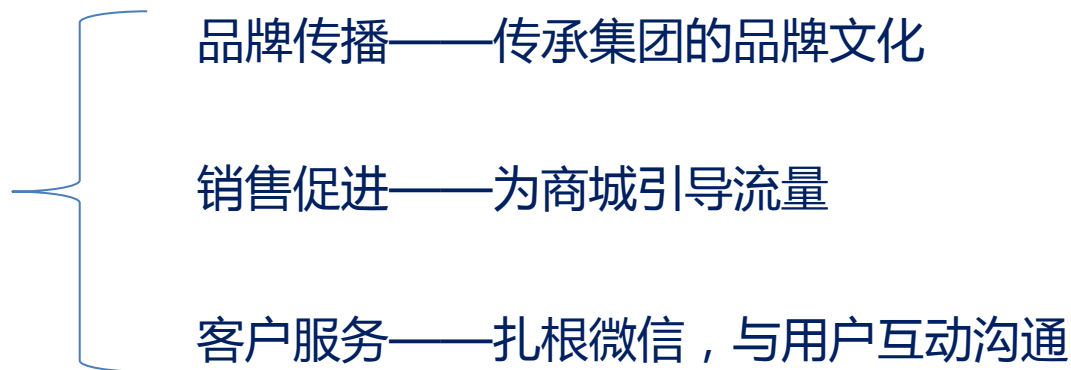 品牌传播——传承集团的品牌文化
销售促进——为商城引导流量
客户服务——扎根微信，与用户互动沟通